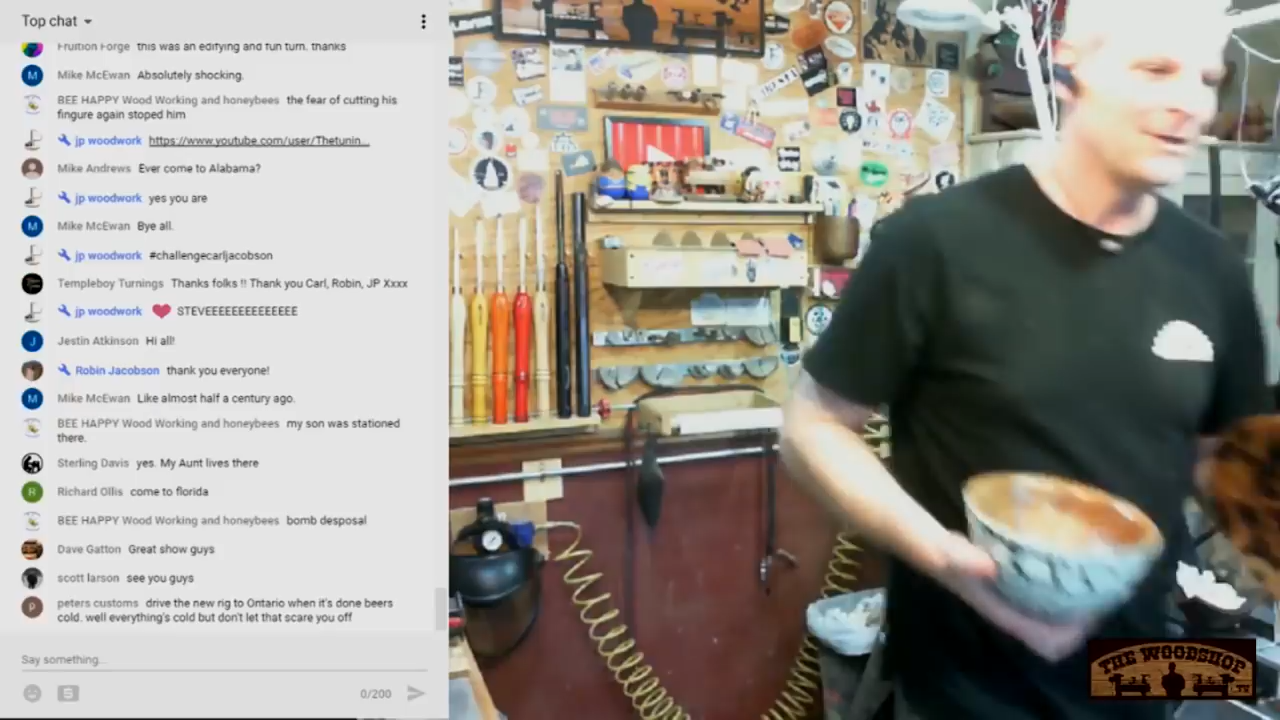 Top chat
Fruition Forge this was an edifying and fun turn. thanks
Mike McEwan Absolutely shocking.
BEE HAPPY Wood Working and honeybees the fear of cutting his
fingure again stoped him
jp woodwork https://www.youtube.com/user/Thetunin...
Mike Andrews Ever come to Alabama?
jp woodwork yes you are
Mike McEwan Bye all.
jp woodwork #challengecarljacobson
Templeboy Turnings Thanks folks !! Thank you Carl, Robin, JP Xxxx
jp woodwork ❤ STEVEEEEEEEEEEEEEE
Jestin Atkinson Hi all!
Robin Jacobson thank you everyone!
Mike McEwan Like almost half a century ago.
BEE HAPPY Wood Working and honeybees my son was stationed
there.
Sterling Davis yes. My Aunt lives there
Richard Ollis come to florida
BEE HAPPY Wood Working and honeybees bomb desposal
Dave Gatton Great show guys
scott larson see you guys
peters customs drive the new rig to Ontario when it's done beers
cold. well everything's cold but don't let that scare you off
Say something...
0/200
THE WOODSHOP
TV